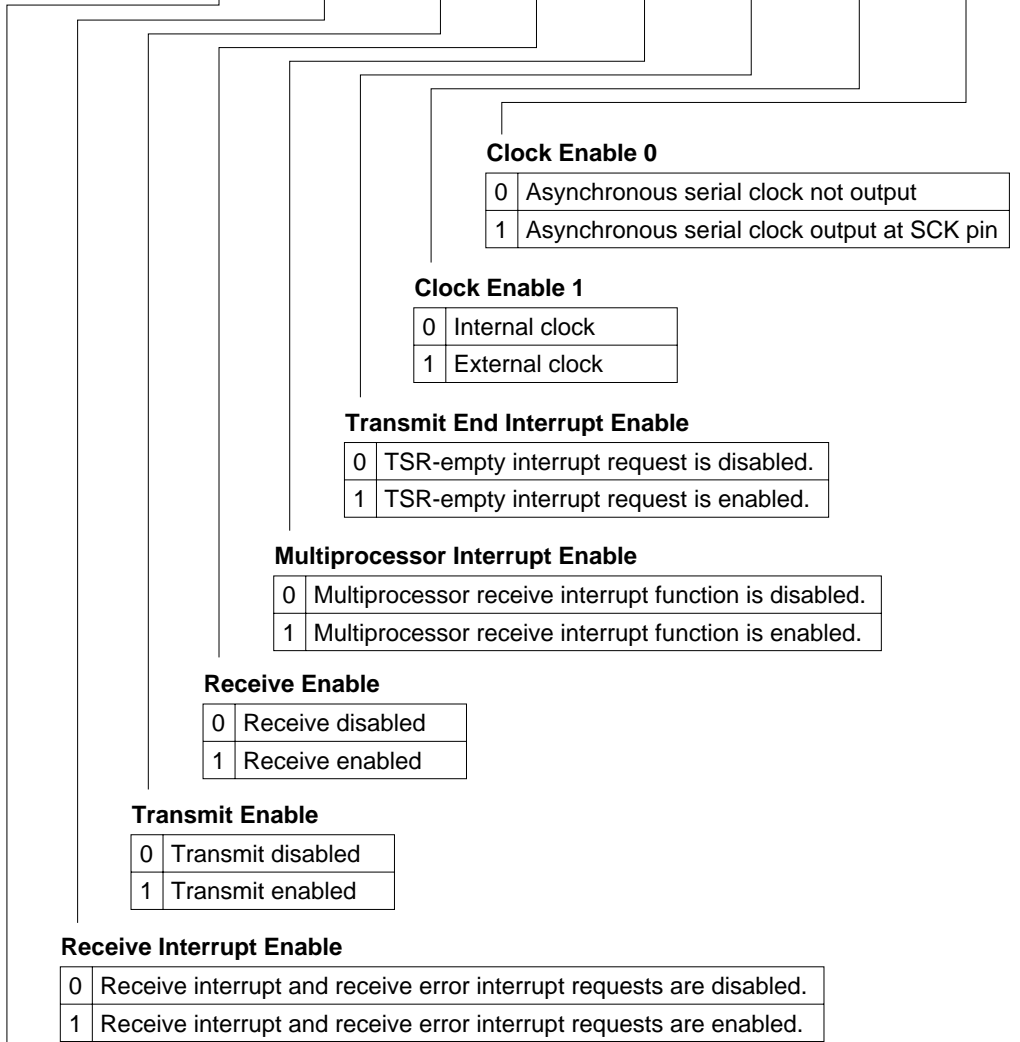 Clock Enable 0
0 Asynchronous serial clock not output
1 Asynchronous serial clock output at SCK pin
Clock Enable 1
0 Internal clock
1 External clock
Transmit End Interrupt Enable
0 TSR-empty interrupt request is disabled.
1 TSR-empty interrupt request is enabled.
Multiprocessor Interrupt Enable
0 Multiprocessor receive interrupt function is disabled.
1 Multiprocessor receive interrupt function is enabled.
Receive Enable
0 Receive disabled
1 Receive enabled
Transmit Enable
0 Transmit disabled
1 Transmit enabled
Receive Interrupt Enable
0 Receive interrupt and receive error interrupt requests are disabled.
1 Receive interrupt and receive error interrupt requests are enabled.